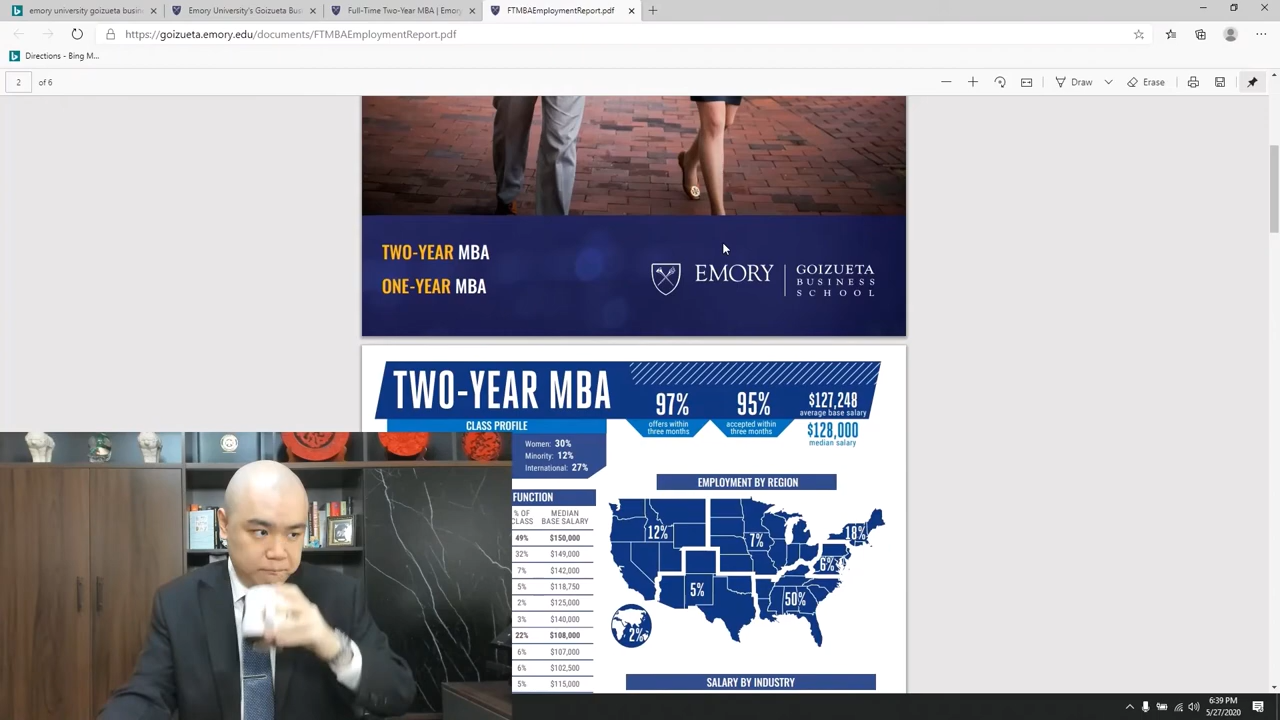 emory university goizueta busin
Emory University's Goizueta Busi
Full-Time Two-Year MBA | Emory
FTMBAEmploymentReport.pdf
https://goizueta.emory.edu/documents/FTMBAEmploymentReport.pdf
Directions - Bing M...
2 of 6
Draw
Erase
TWO-YEAR MBA
ONE-YEAR MBA
EMORY
GOIZUETA
BUSINESS
SCHOOL
TWO-YEAR MBA
97%
offers within
three months
95%
accepted within
three months
$127,248
average base salary
$128,000
median salary
CLASS PROFILE
Women: 30%
Minority: 12%
International: 27%
FUNCTION
% OF
CLASS
MEDIAN
BASE SALARY
49% $150,000
32% $149,000
7% $142,000
5% $118,750
2% $125,000
3% $140,000
22% $108,000
6% $107,000
6% $102,500
5% $115,000
EMPLOYMENT BY REGION
12%
7%
18%
6%
5%
50%
2%
SALARY BY INDUSTRY
6:39 PM
5/27/2020